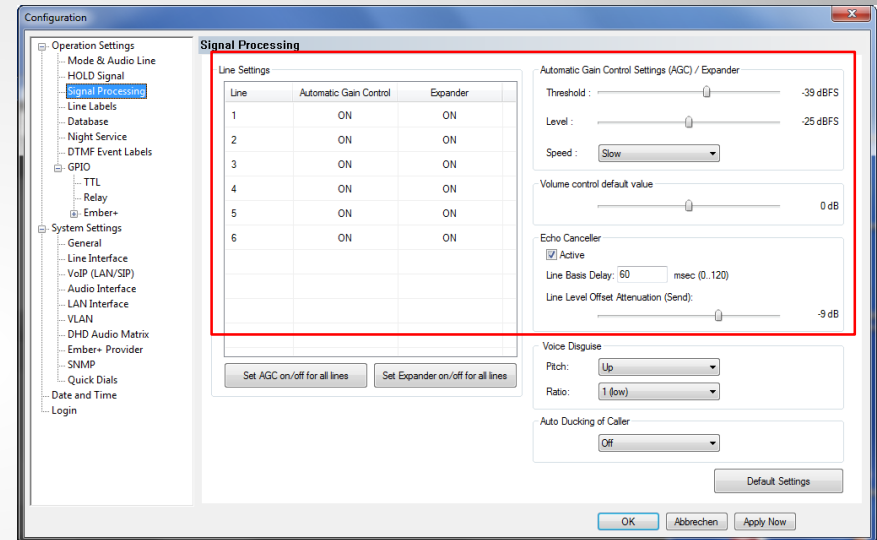 Configuration
Operation Settings
Mode & Audio Line
HOLD Signal
Signal Processing
Line Labels
Database
Night Service
DTMF Event Labels
GPIO
TTL
Relay
Ember+
System Settings
General
Line Interface
VoIP (LAN/SIP)
Audio Interface
LAN Interface
VLAN
DHD Audio Matrix
Ember+ Provider
SNMP
Quick Dials
Date and Time
Login
Signal Processing
Line Settings
Line Automatic Gain Control Expander
1 ON ON
2 ON ON
3 ON ON
4 ON ON
5 ON ON
6 ON ON
Set AGC on/off for all lines Set Expander on/off for all lines
Automatic Gain Control Settings (AGC) / Expander
Threshold : -39 dBFS
Level : -25 dBFS
Speed : Slow
Volume control default value
0 dB
Echo Canceller
Active
Line Basis Delay: 60 msec (0..120)
Line Level Offset Attenuation (Send):
-9 dB
Voice Disguise
Pitch: Up
Ratio: 1 (low)
Auto Ducking of Caller
Off
Default Settings
OK Abbrechen Apply Now